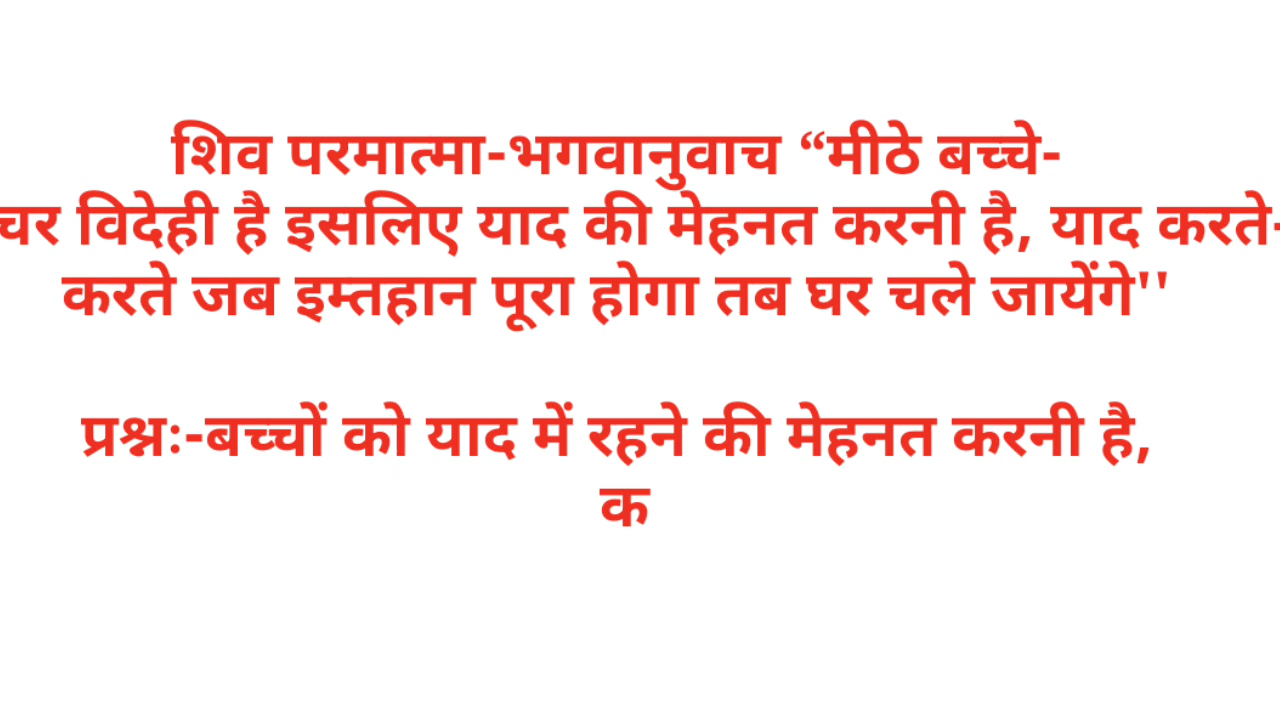 शिव परमात्मा-भगवानुवाच “मीठे बच्चे-
चर विदेही है इसलिए याद की मेहनत करनी है, याद करते-
करते जब इम्तहान पूरा होगा तब घर चले जायेंगे''
प्रश्नः-बच्चों को याद में रहने की मेहनत करनी है,
क